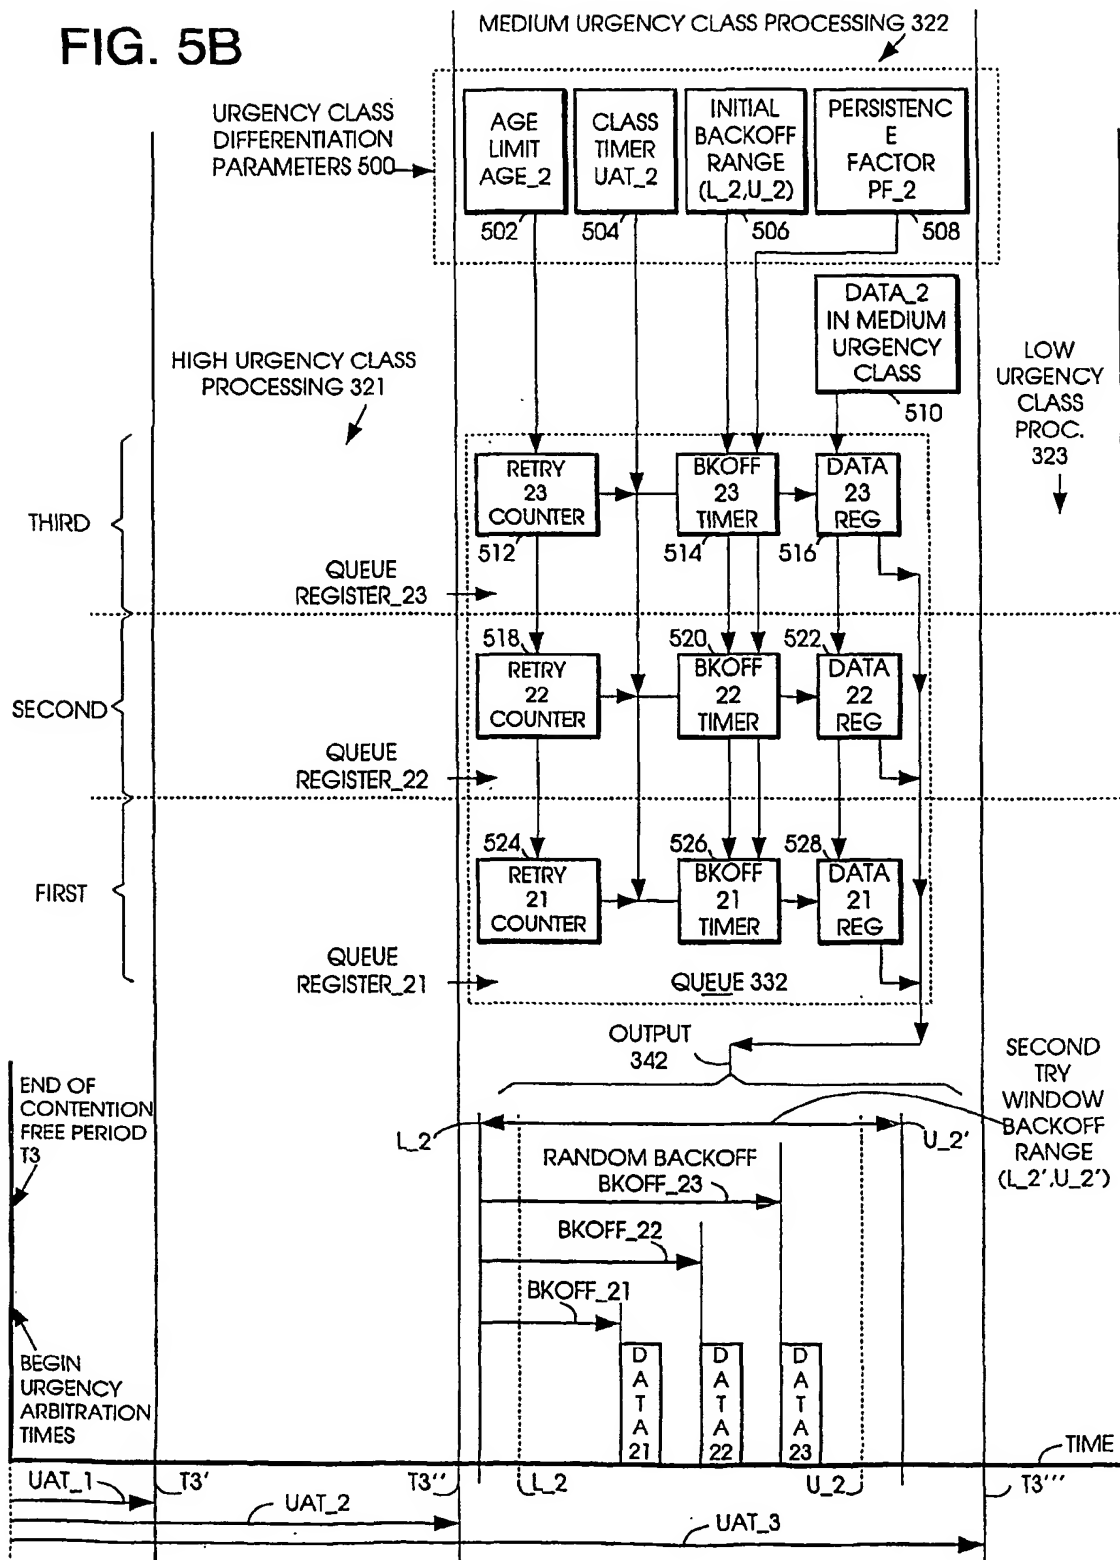 FIG. 5B
MEDIUM URGENCY CLASS PROCESSING 322
URGENCY CLASS
DIFFERENTIATION
PARAMETERS 500
AGE
LIMIT
AGE_2
502
CLASS
TIMER
UAT_2
504
INITIAL
BACKOFF
RANGE
(L_2,U_2)
506
PERSISTENC
E
FACTOR
PF_2
508
DATA_2
IN MEDIUM
URGENCY
CLASS
510
HIGH URGENCY CLASS
PROCESSING 321
LOW
URGENCY
CLASS
PROC.
323
THIRD
RETRY
23
COUNTER
512
BKOFF
23
TIMER
514
DATA
23
REG
516
QUEUE
REGISTER_23
SECOND
518
RETRY
22
COUNTER
520
BKOFF
22
TIMER
522
DATA
22
REG
QUEUE
REGISTER_22
FIRST
524
RETRY
21
COUNTER
526
BKOFF
21
TIMER
528
DATA
21
REG
QUEUE
REGISTER_21
QUEUE 332
OUTPUT
342
SECOND
TRY
WINDOW
BACKOFF
RANGE
(L_2',U_2')
END OF
CONTENTION
FREE PERIOD
T3
L_2'
U_2'
RANDOM BACKOFF
BKOFF_23
BKOFF_22
BKOFF_21
BEGIN
URGENCY
ARBITRATION
TIMES
D
A
T
A
21
D
A
T
A
22
D
A
T
A
23
TIME
UAT_1
T3'
T3''
L_2
U_2
T3'''
UAT_2
UAT_3